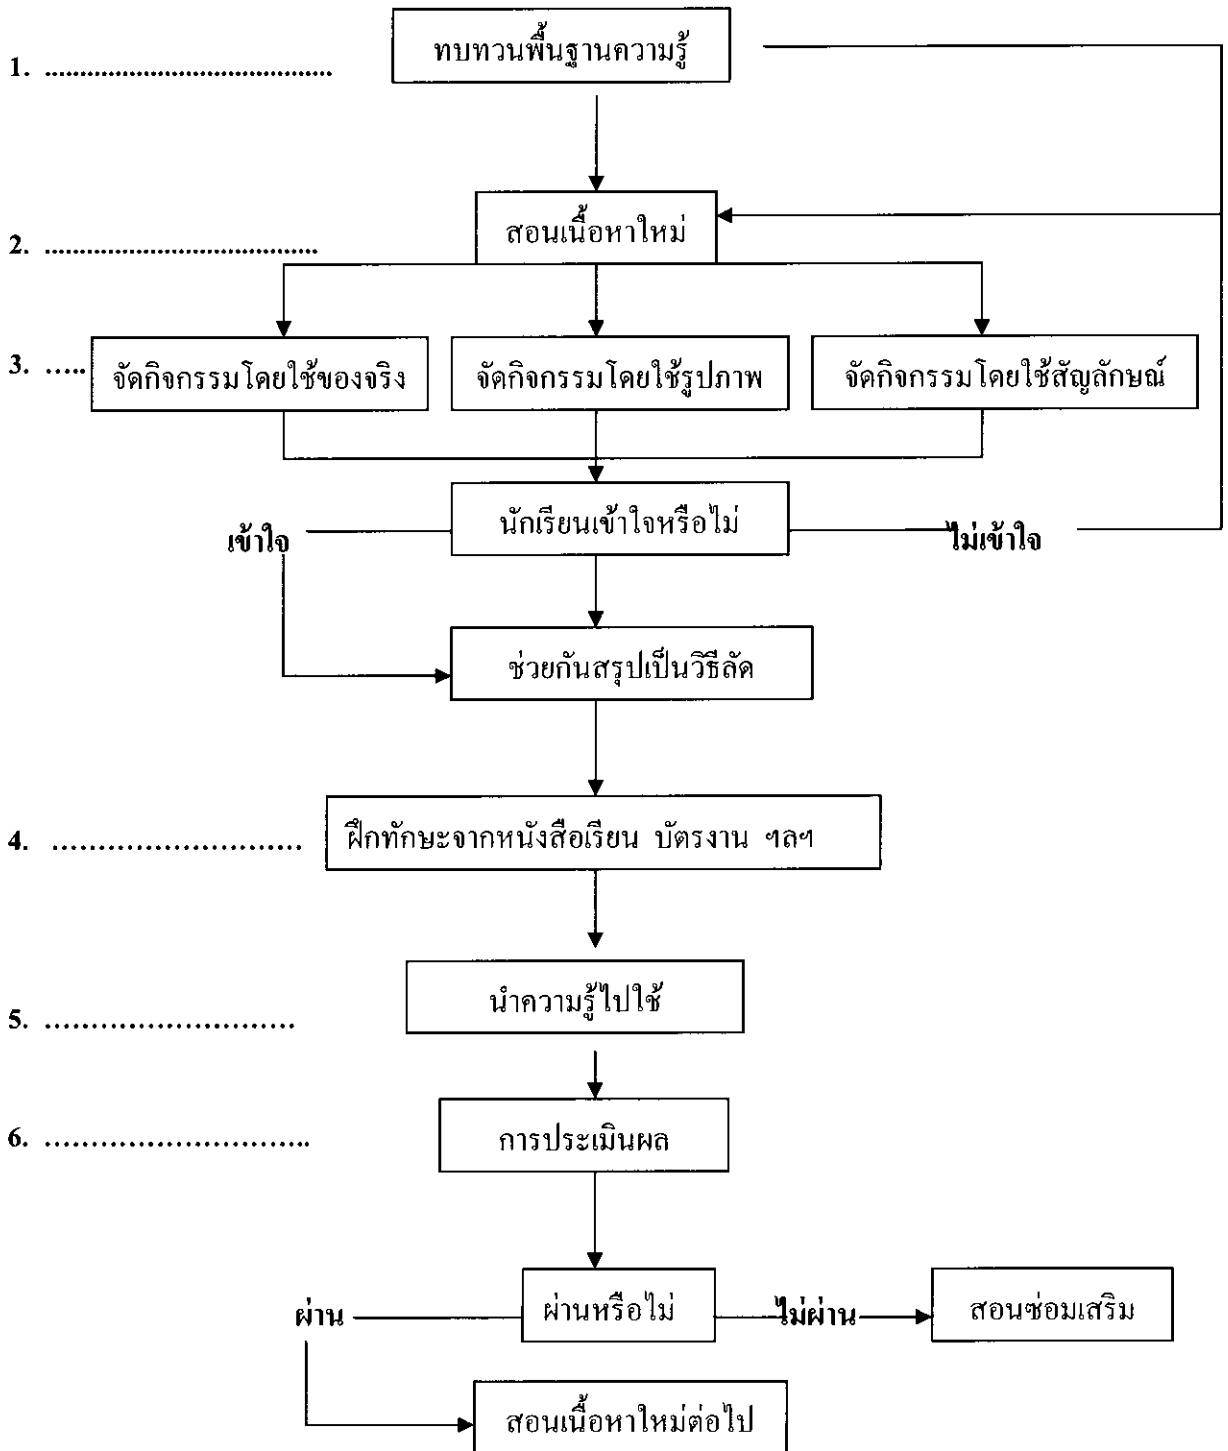 ทบทวนพื้นฐานความรู้
1. .........................................
สอนเนื้อหาใหม่
2. .......................................
3. ..... จัดกิจกรรมโดยใช้ของจริง จัดกิจกรรมโดยใช้รูปภาพ จัดกิจกรรมโดยใช้สัญลักษณ์
เข้าใจ นักเรียนเข้าใจหรือไม่ ไม่เข้าใจ
ช่วยกันสรุปเป็นวิธีลัด
4. ........................... ฝึกทักษะจากหนังสือเรียน บัตรงาน ฯลฯ
นำความรู้ไปใช้
5. ...........................
6. ............................. การประเมินผล
ผ่าน ผ่านหรือไม่ ไม่ผ่าน สอนซ่อมเสริม
สอนเนื้อหาใหม่ต่อไป